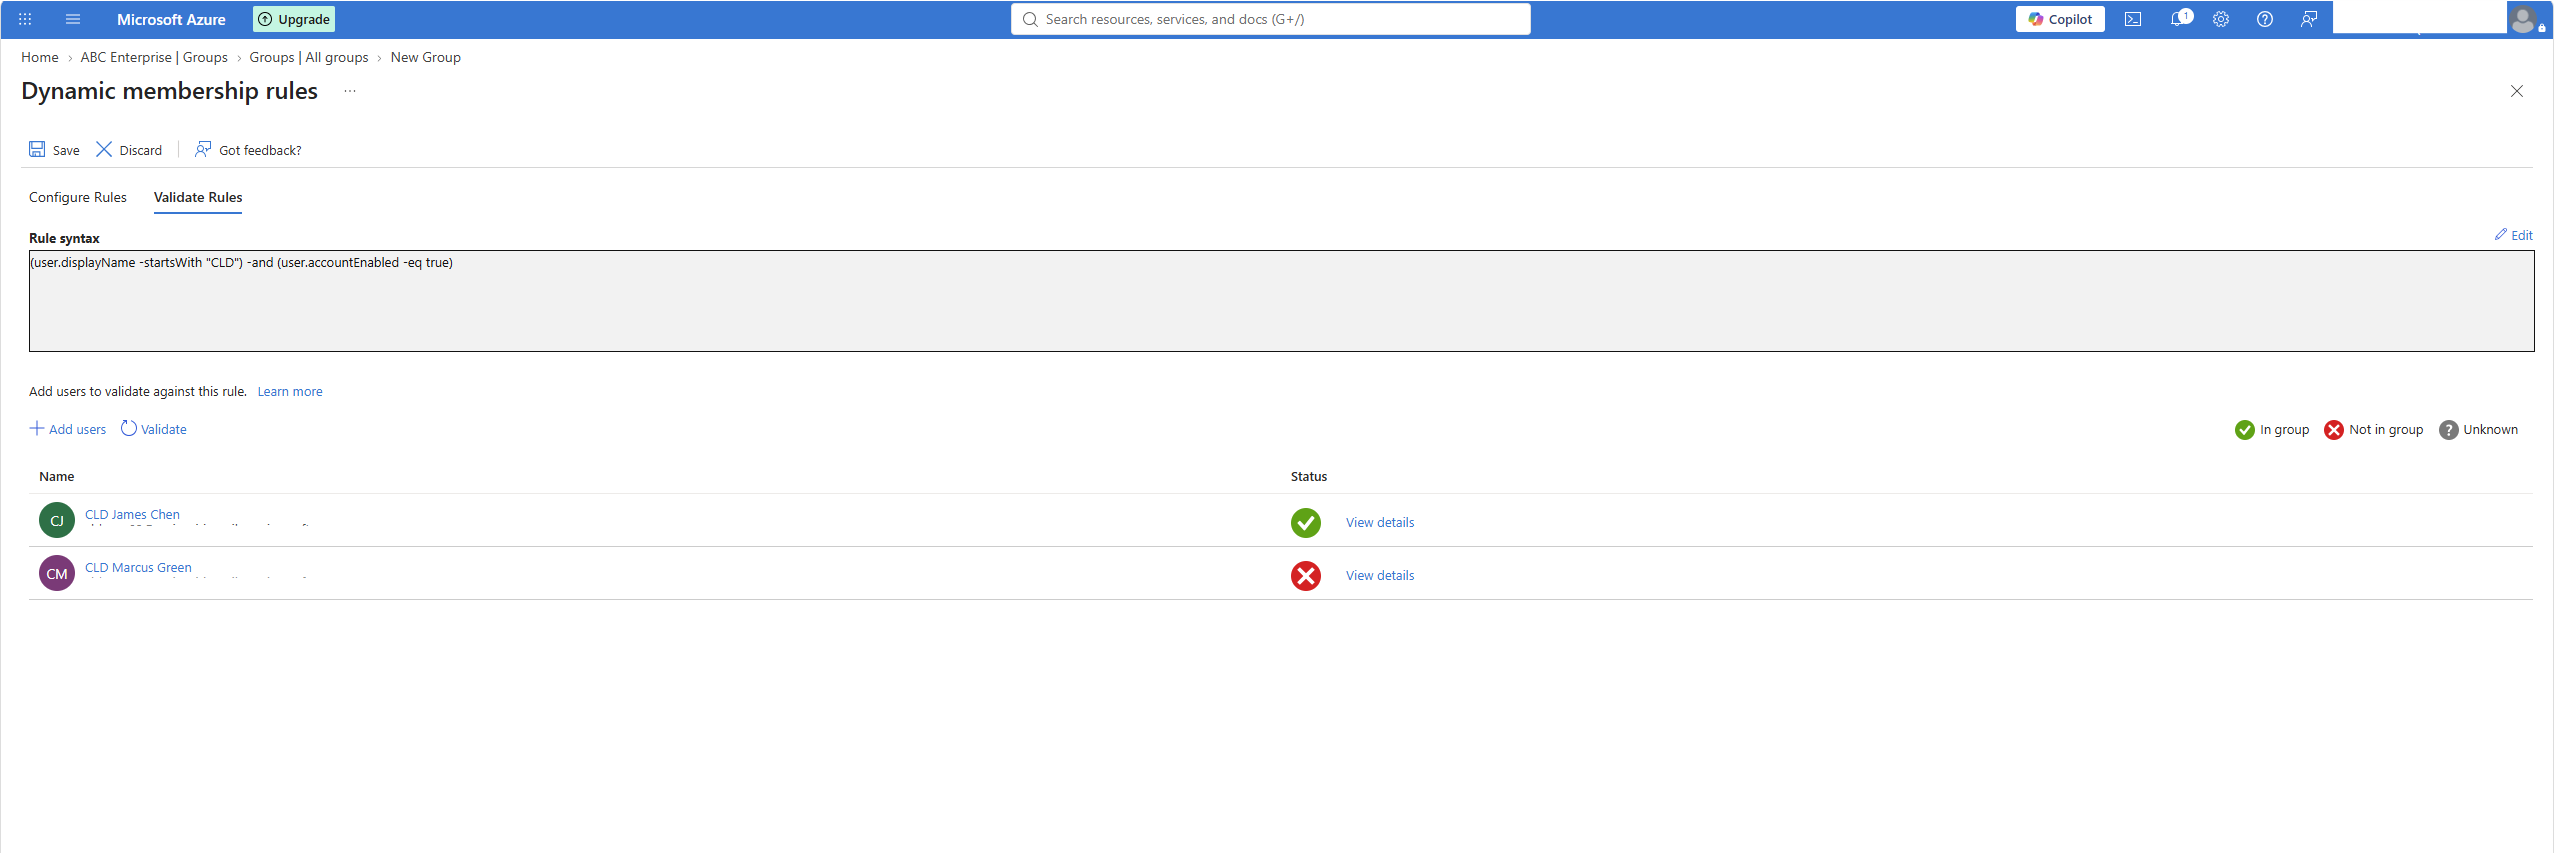 Microsoft Azure
Upgrade
Search resources, services, and docs (G+/)
Copilot
1
Home > ABC Enterprise | Groups > Groups | All groups > New Group
Dynamic membership rules ...
Save Discard Got feedback?
Configure Rules Validate Rules
Rule syntax
Edit
(user.displayName -startsWith "CLD") -and (user.accountEnabled -eq true)
Add users to validate against this rule. Learn more
Add users Validate
In group Not in group Unknown
Name Status
CJ CLD James Chen View details
CM CLD Marcus Green View details